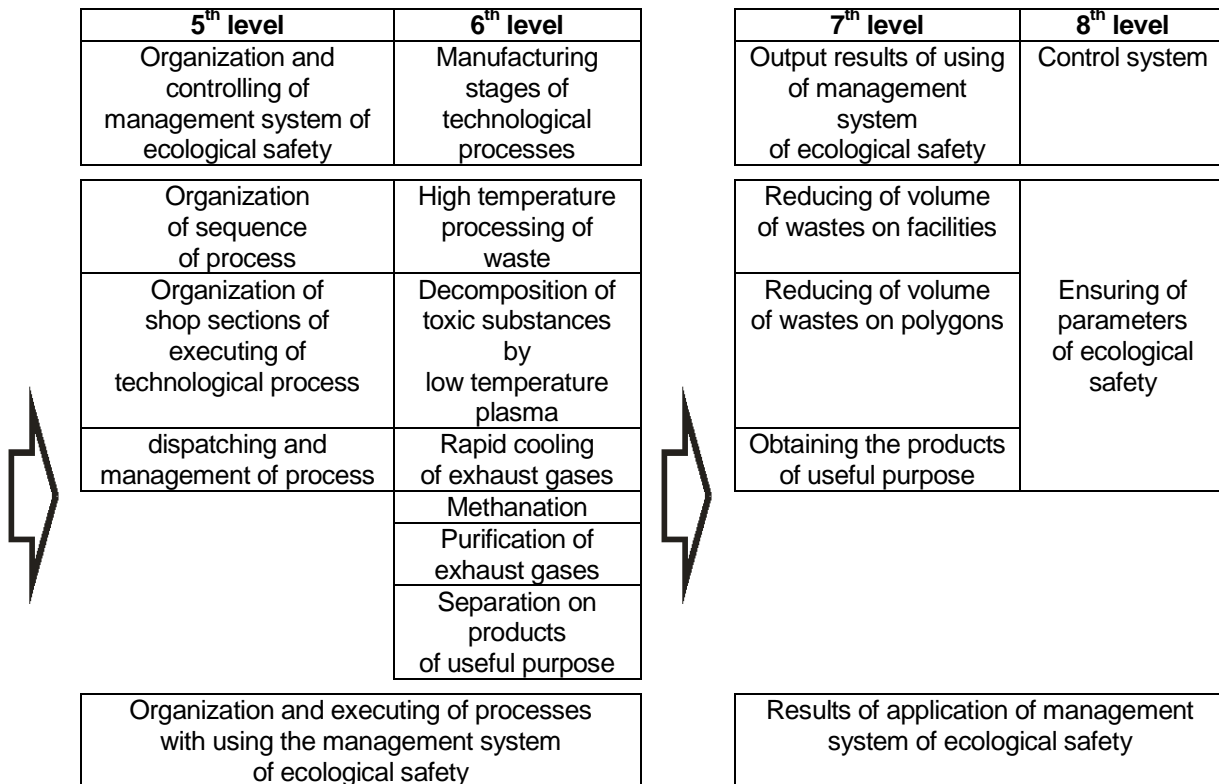 5th level
Organization and
controlling of
management system of
ecological safety
6th level
Manufacturing
stages of
technological
processes
Organization
of sequence
of process
High temperature
processing of
waste
Organization of
shop sections of
executing of
technological process
Decomposition of
toxic substances
by
low temperature
plasma
dispatching and
management of process
Rapid cooling
of exhaust gases
Methanation
Purification of
exhaust gases
Separation on
products
of useful purpose
Organization and executing of processes
with using the management system
of ecological safety
7th level
Output results of using
of management
system
of ecological safety
8th level
Control system
Reducing of volume
of wastes on facilities
Reducing of volume
of wastes on polygons
Obtaining the products
of useful purpose
Ensuring of
parameters
of ecological
safety
Results of application of management
system of ecological safety